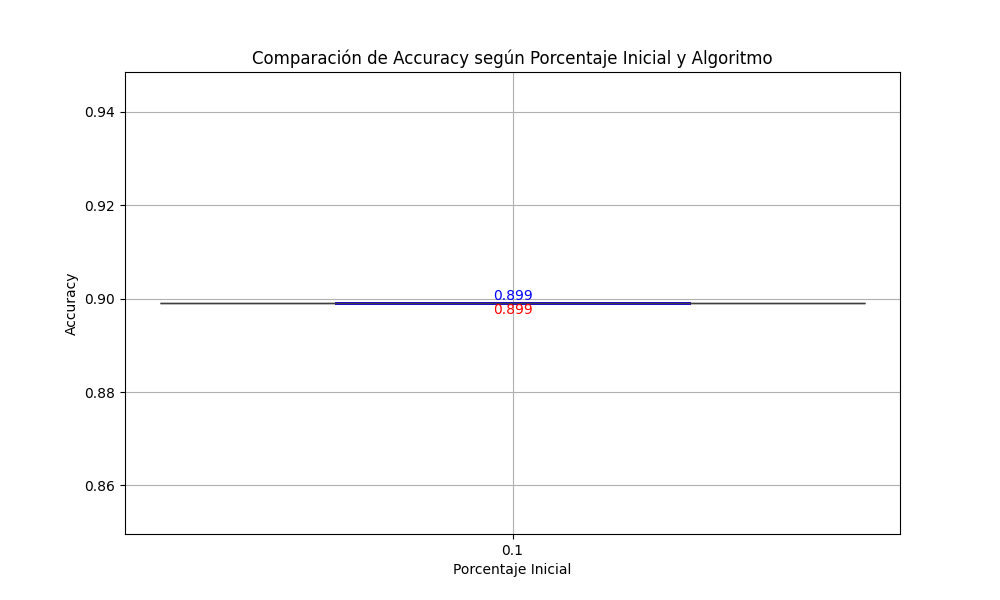 Comparación de Accuracy según Porcentaje Inicial y Algoritmo
0.94
0.92
0.90
0.88
0.86
Accuracy
0.899
0.899
0.1
Porcentaje Inicial